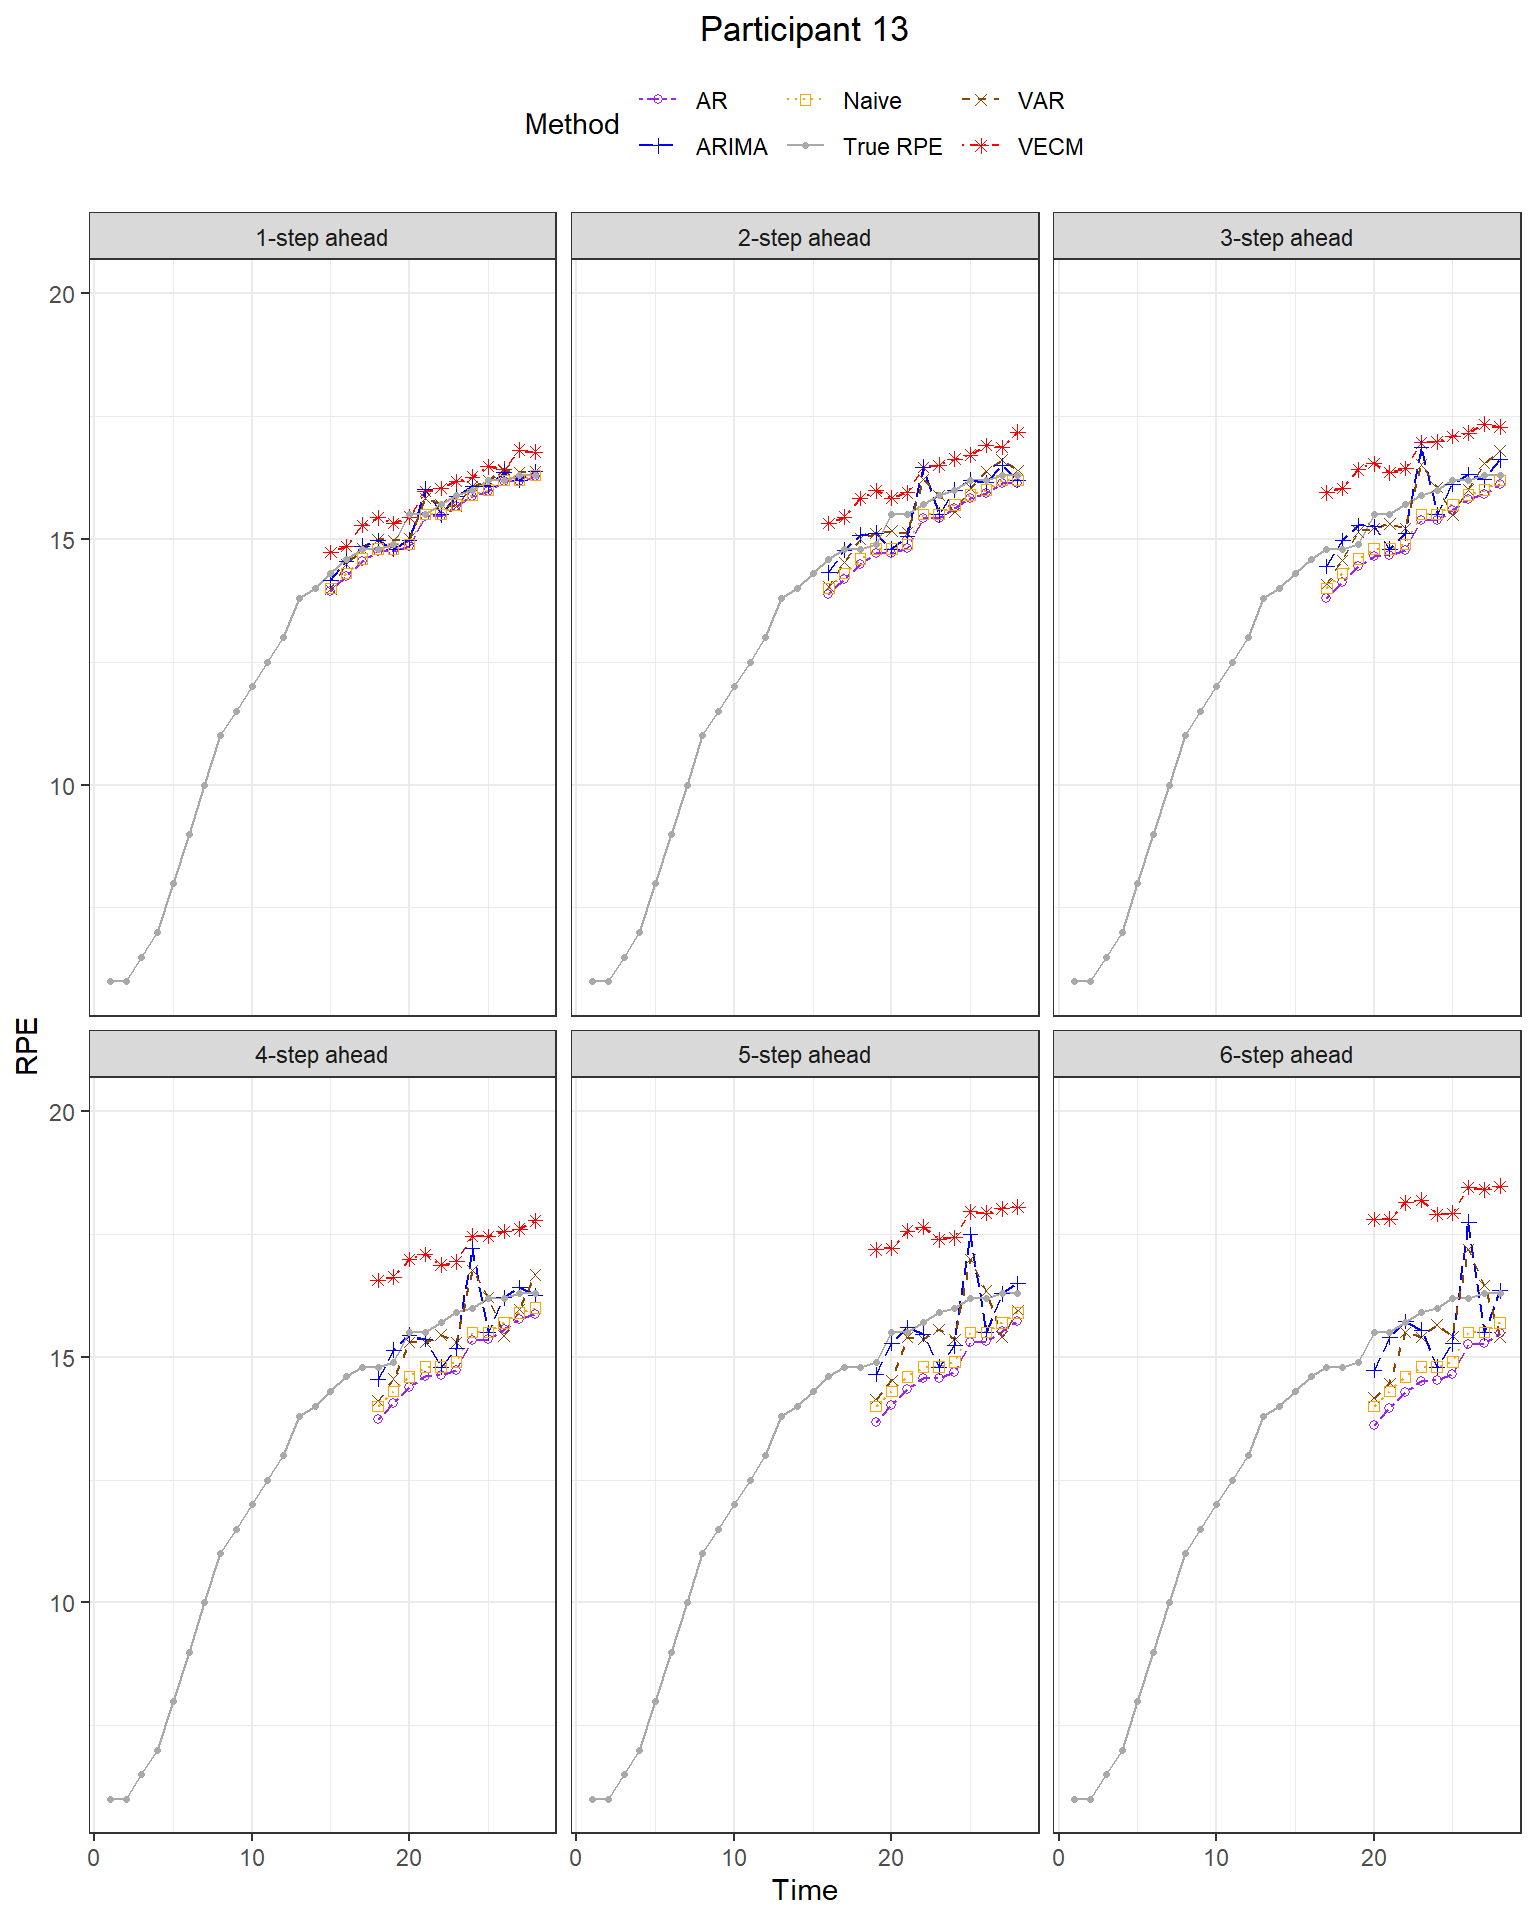 Participant 13
Method
AR
Naive
VAR
ARIMA
True RPE
VECM
1-step ahead
2-step ahead
3-step ahead
20
15
10
4-step ahead
5-step ahead
6-step ahead
20
15
10
RPE
0 10 20 0 10 20 0 10 20
Time